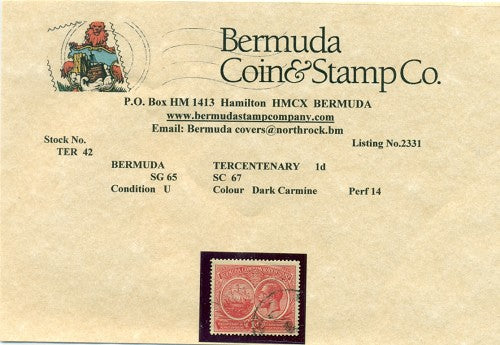 Bermuda
Coin&Stamp Co.
P.O. Box HM 1413 Hamilton HMCX BERMUDA
www.bermudastampcompany.com
Email: Bermuda covers@northrock.bm
Stock No.
TER 42
Listing No.2331
BERMUDA TERCENTENARY 1d
SG 65 SC 67
Condition U Colour Dark Carmine Perf 14